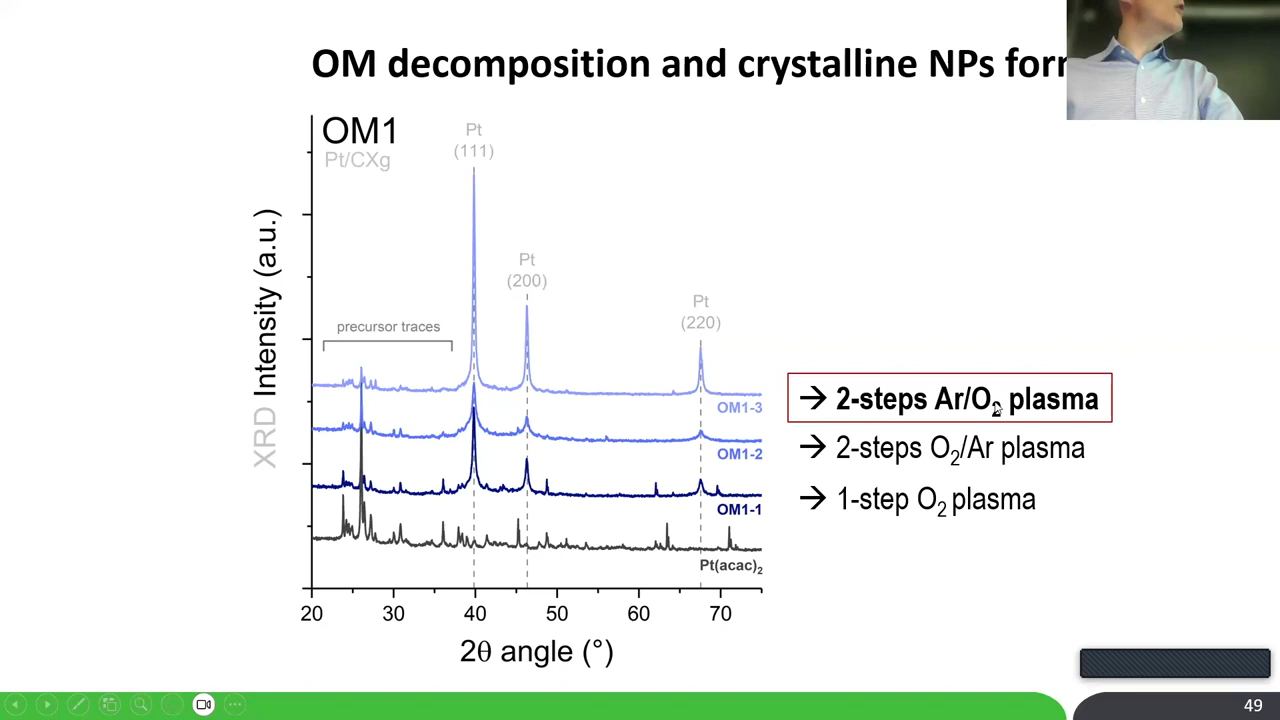 OM decomposition and crystalline NPs
OM1
Pt/CXg
Pt
(111)
Pt
(200)
Pt
(220)
precursor traces
XRD Intensity (a.u.)
OM1-3
OM1-2
OM1-1
Pt(acac)2
→ 2-steps Ar/O2 plasma
→ 2-steps O2/Ar plasma
→ 1-step O2 plasma
20 30 40 50 60 70
2θ angle (°)
49